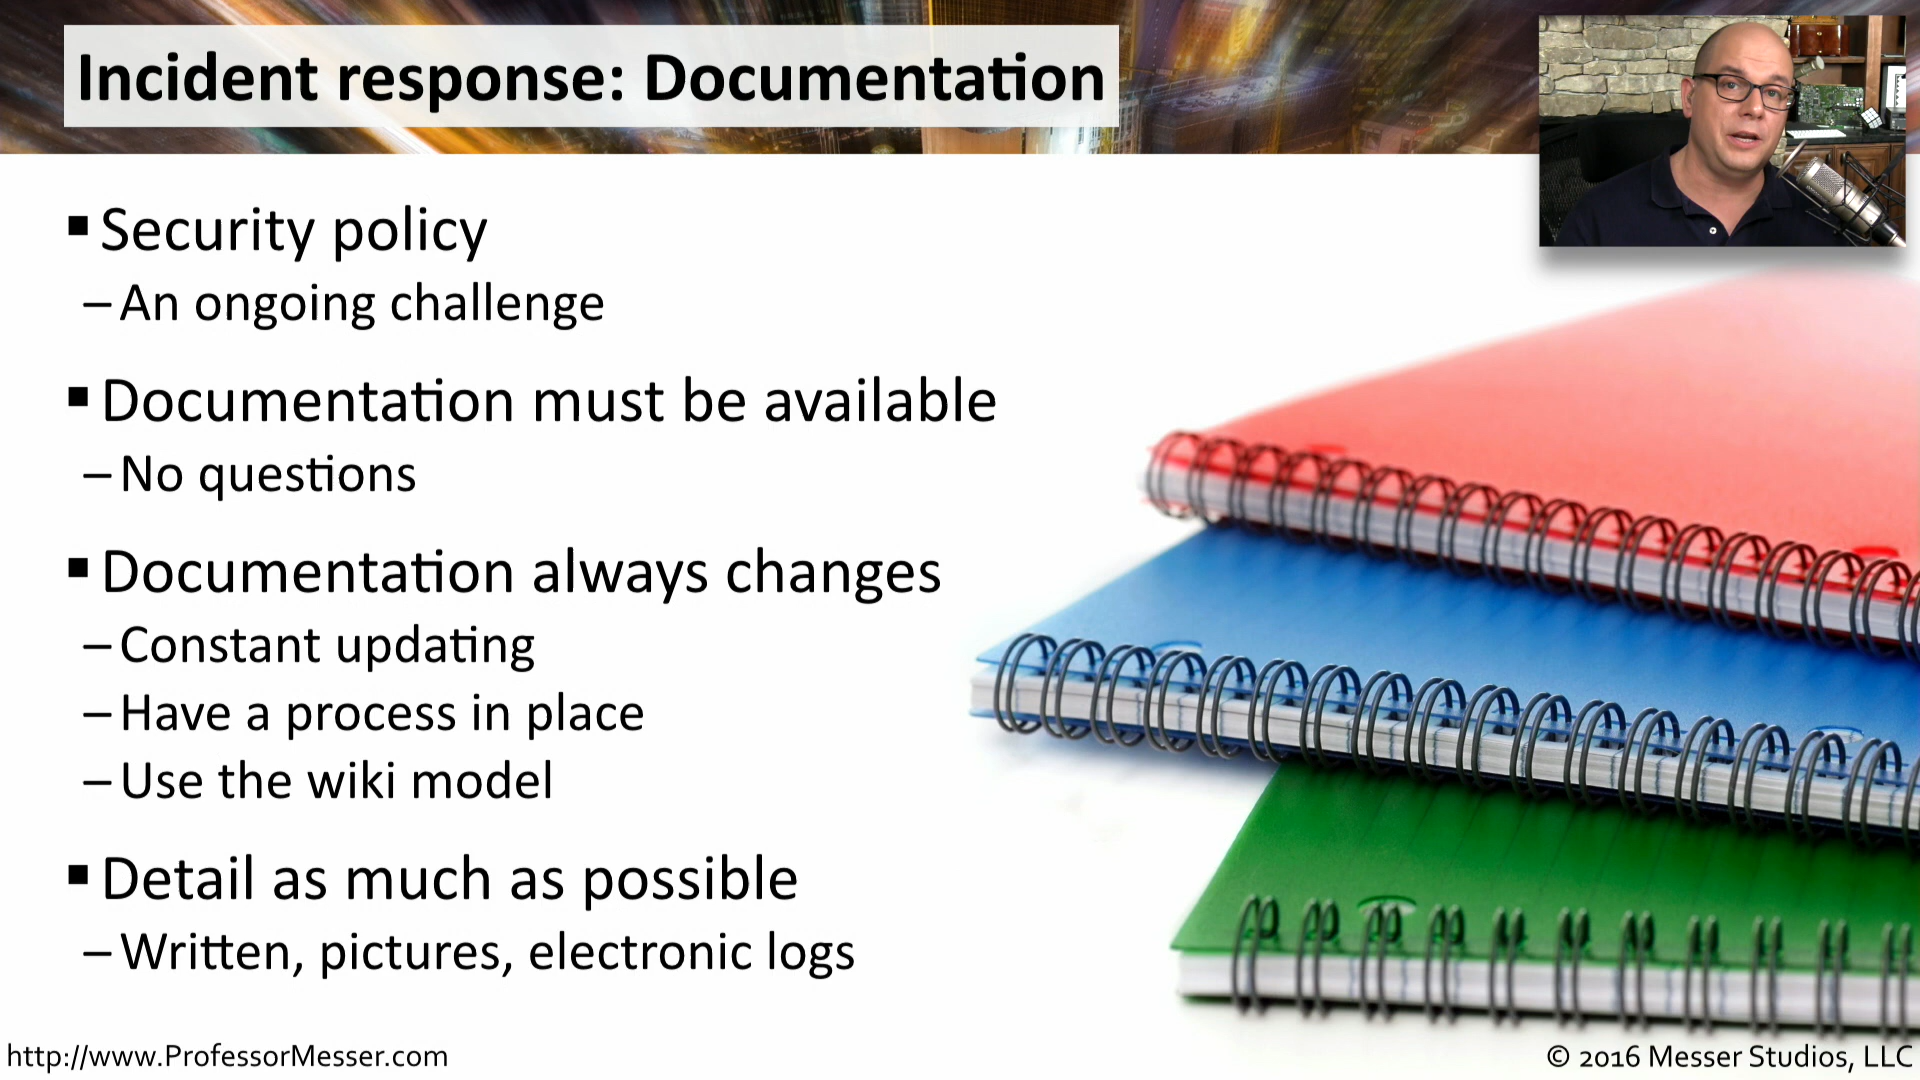 Incident response: Documentation
▪ Security policy
– An ongoing challenge
▪ Documentation must be available
– No questions
▪ Documentation always changes
– Constant updating
– Have a process in place
– Use the wiki model
▪ Detail as much as possible
– Written, pictures, electronic logs
http://www.ProfessorMesser.com
© 2016 Messer Studios, LLC